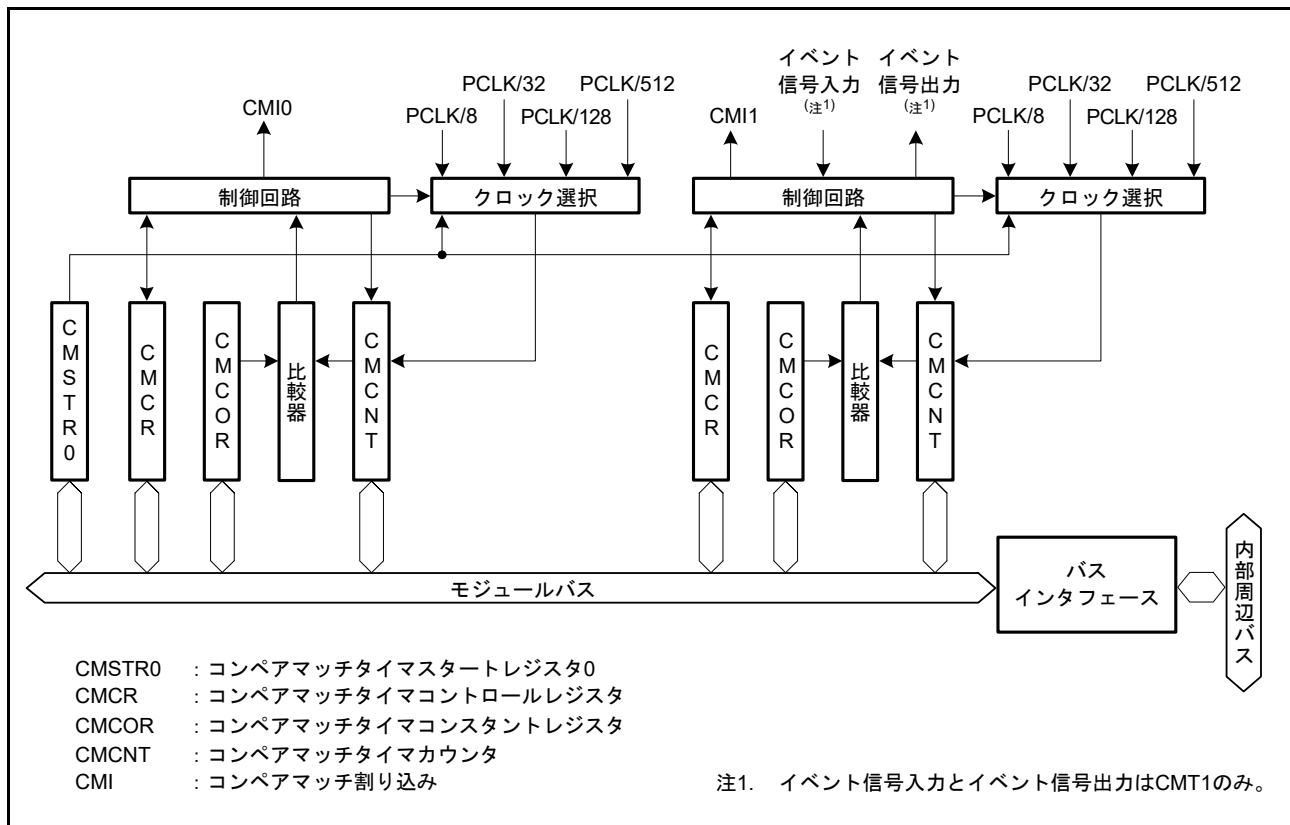 イベント
信号入力
(注1)
イベント
信号出力
(注1)
CMI0
PCLK/8
PCLK/32
PCLK/128
PCLK/512
CMI1
PCLK/8
PCLK/32
PCLK/128
PCLK/512
制御回路
クロック選択
制御回路
クロック選択
CMSTR0
CMCR
CMCOR
比較器
CMCNT
CMCR
CMCOR
比較器
CMCNT
モジュールバス
バス
インタフェース
内部周辺バス
CMSTR0 : コンペアマッチタイマスタートレジスタ0
CMCR : コンペアマッチタイマコントロールレジスタ
CMCOR : コンペアマッチタイマコンスタントレジスタ
CMCNT : コンペアマッチタイマカウンタ
CMI : コンペアマッチ割り込み
注1. イベント信号入力とイベント信号出力はCMT1のみ。